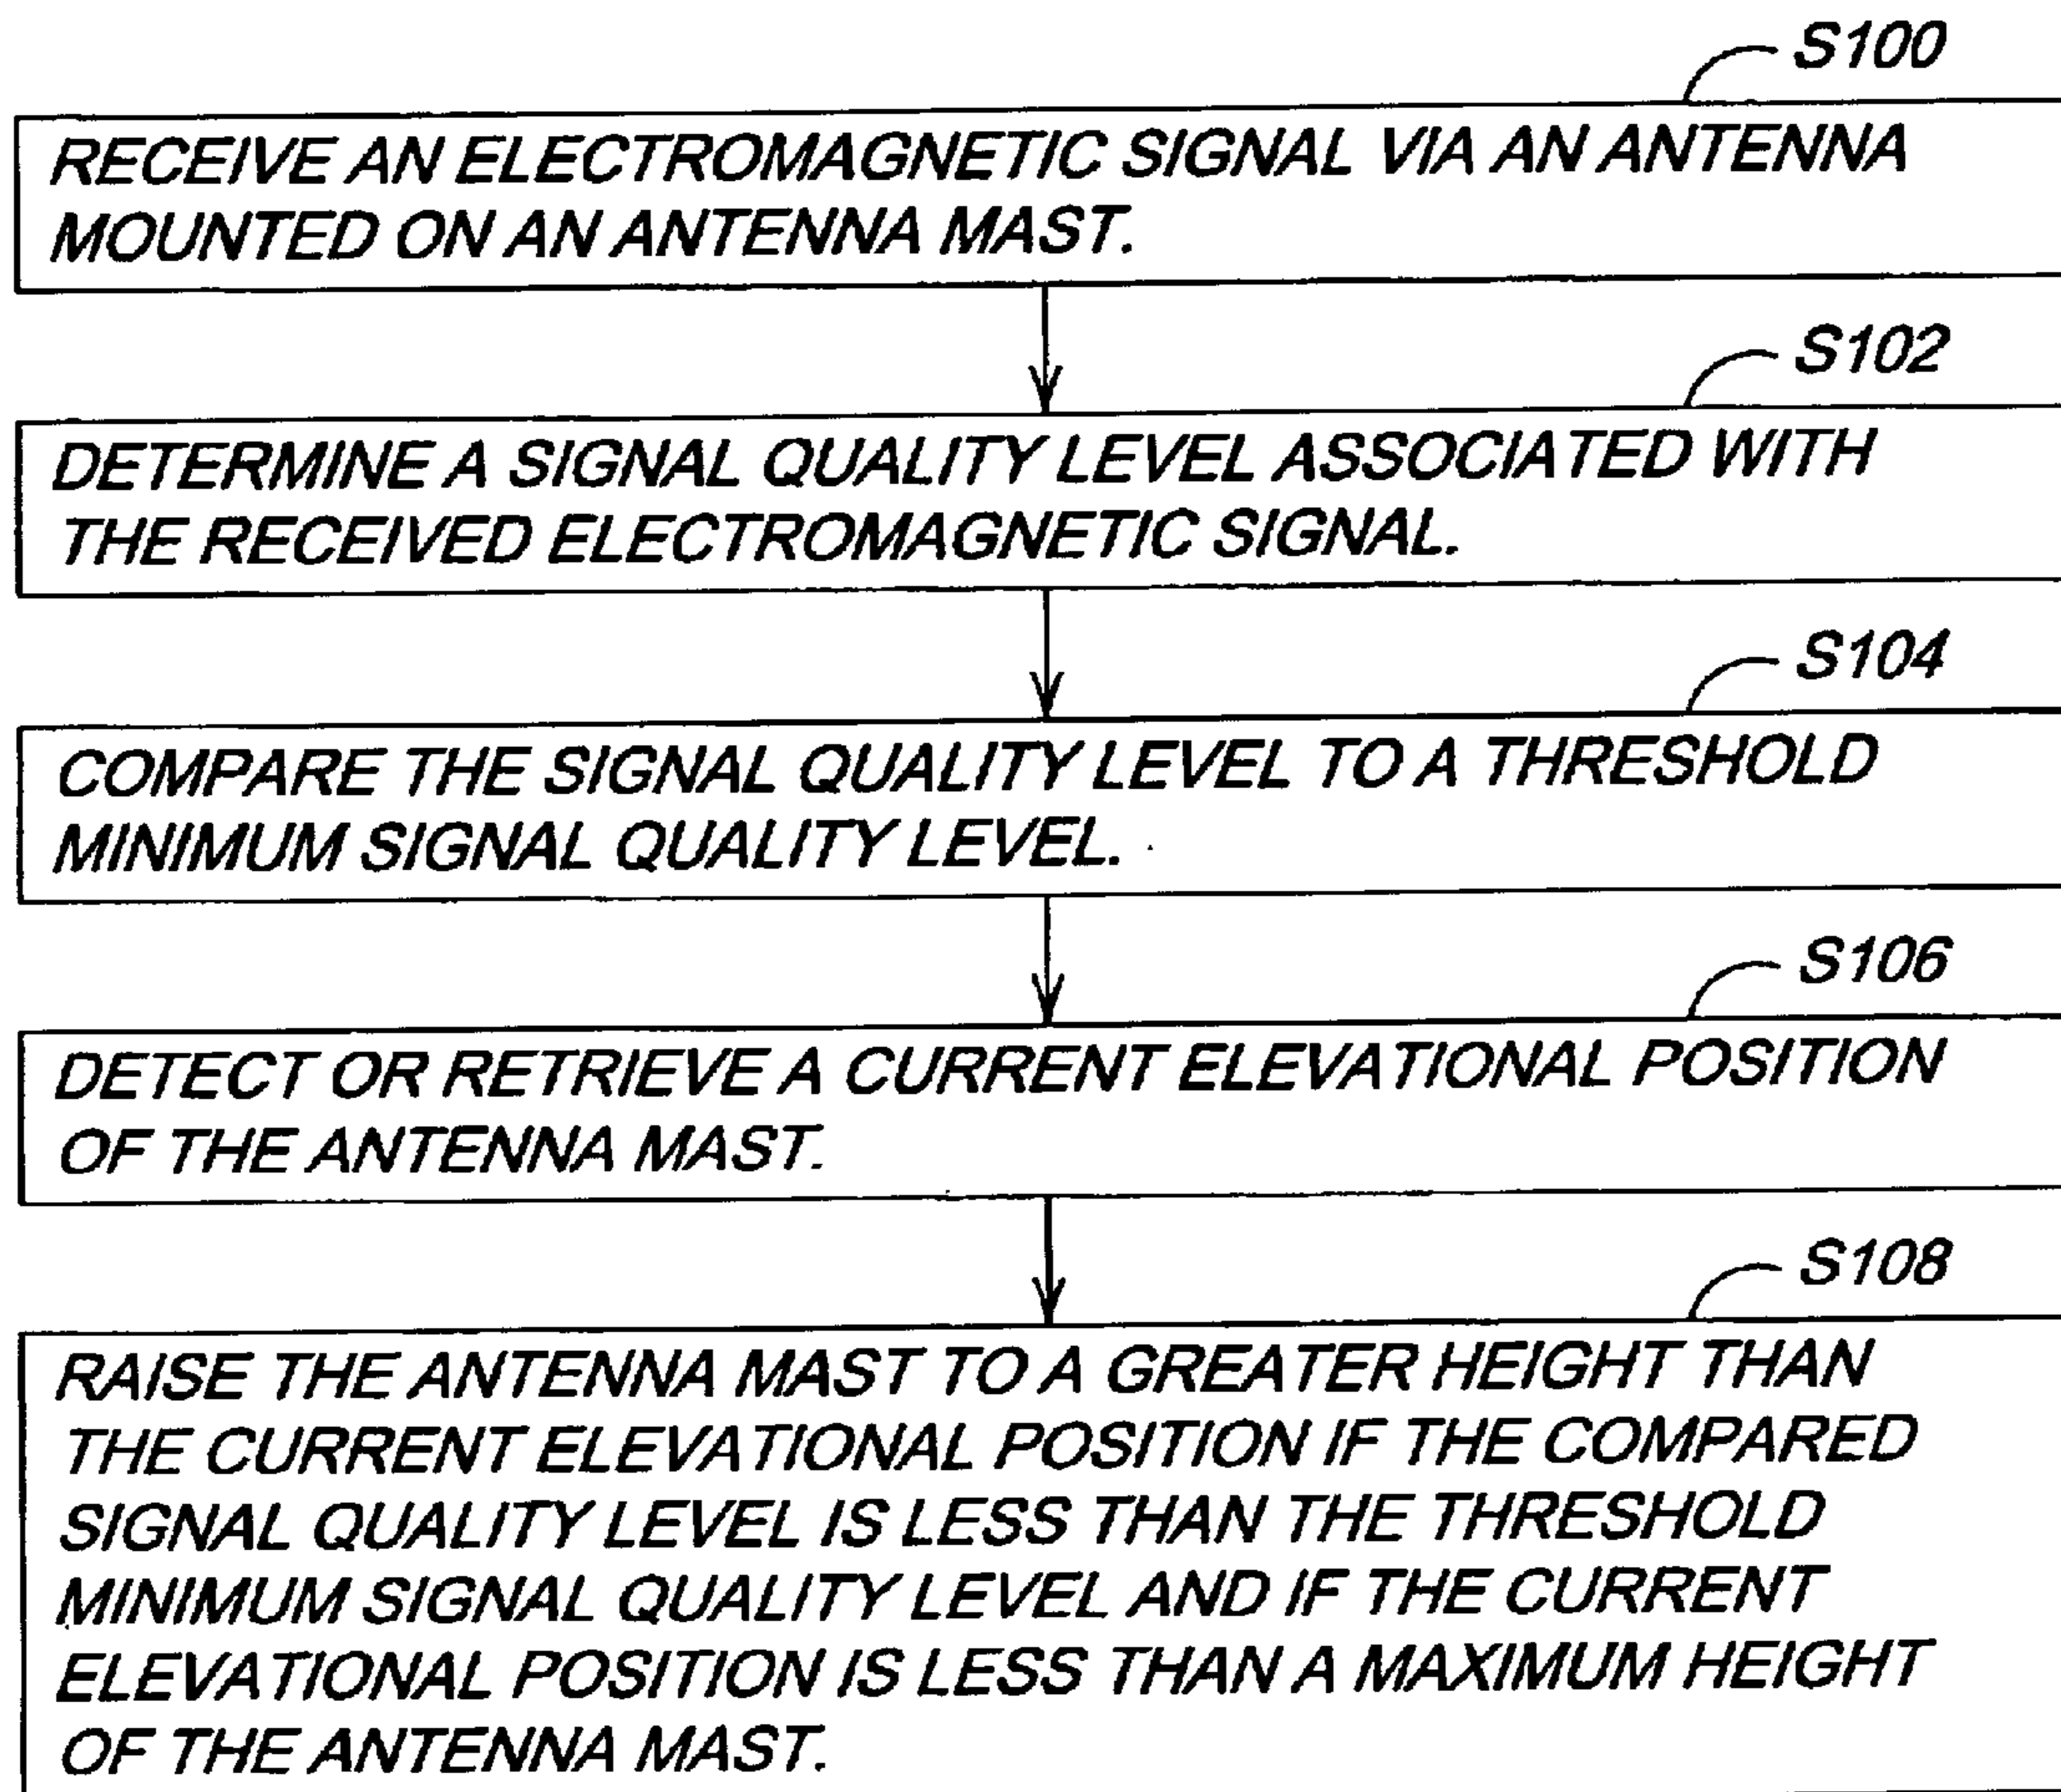 S100
RECEIVE AN ELECTROMAGNETIC SIGNAL VIA AN ANTENNA
MOUNTED ON AN ANTENNA MAST.
S102
DETERMINE A SIGNAL QUALITY LEVEL ASSOCIATED WITH
THE RECEIVED ELECTROMAGNETIC SIGNAL.
S104
COMPARE THE SIGNAL QUALITY LEVEL TO A THRESHOLD
MINIMUM SIGNAL QUALITY LEVEL.
S106
DETECT OR RETRIEVE A CURRENT ELEVATIONAL POSITION
OF THE ANTENNA MAST.
S108
RAISE THE ANTENNA MAST TO A GREATER HEIGHT THAN
THE CURRENT ELEVATIONAL POSITION IF THE COMPARED
SIGNAL QUALITY LEVEL IS LESS THAN THE THRESHOLD
MINIMUM SIGNAL QUALITY LEVEL AND IF THE CURRENT
ELEVATIONAL POSITION IS LESS THAN A MAXIMUM HEIGHT
OF THE ANTENNA MAST.